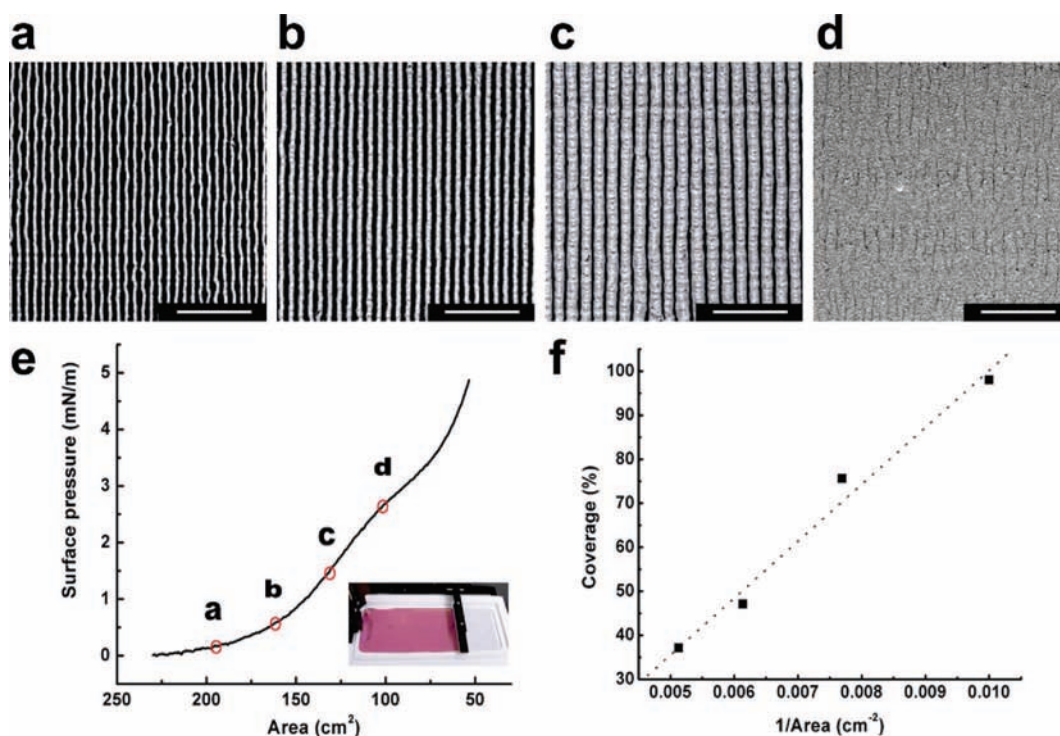 a b c d
e
Surface pressure (mN/m)
5
4
3
2
1
0
a
b
c
d
250 200 150 100 50
Area (cm²)
f
Coverage (%)
100
90
80
70
60
50
40
30
0.005 0.006 0.007 0.008 0.009 0.010
1/Area (cm⁻²)